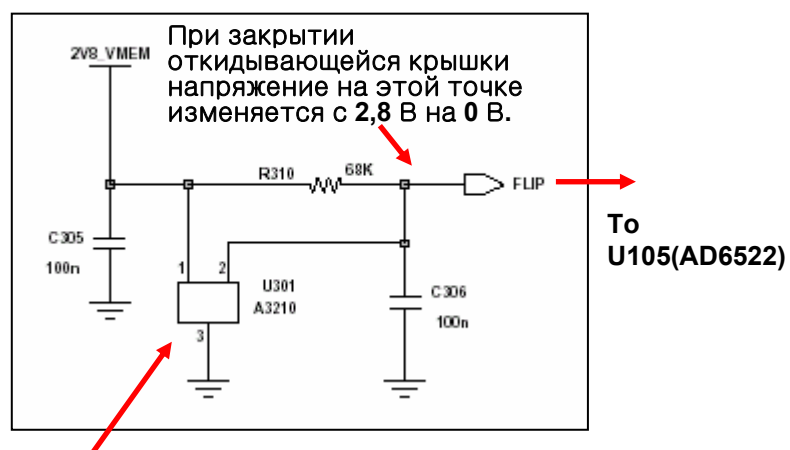 При закрытии
откидывающейся крышки
напряжение на этой точке
изменяется с 2,8 В на 0 В.
2V8_VMEM
R310 68K
FLIP
To
U105(AD6522)
C305
100n
1 2
U301
A3210
3
C306
100n